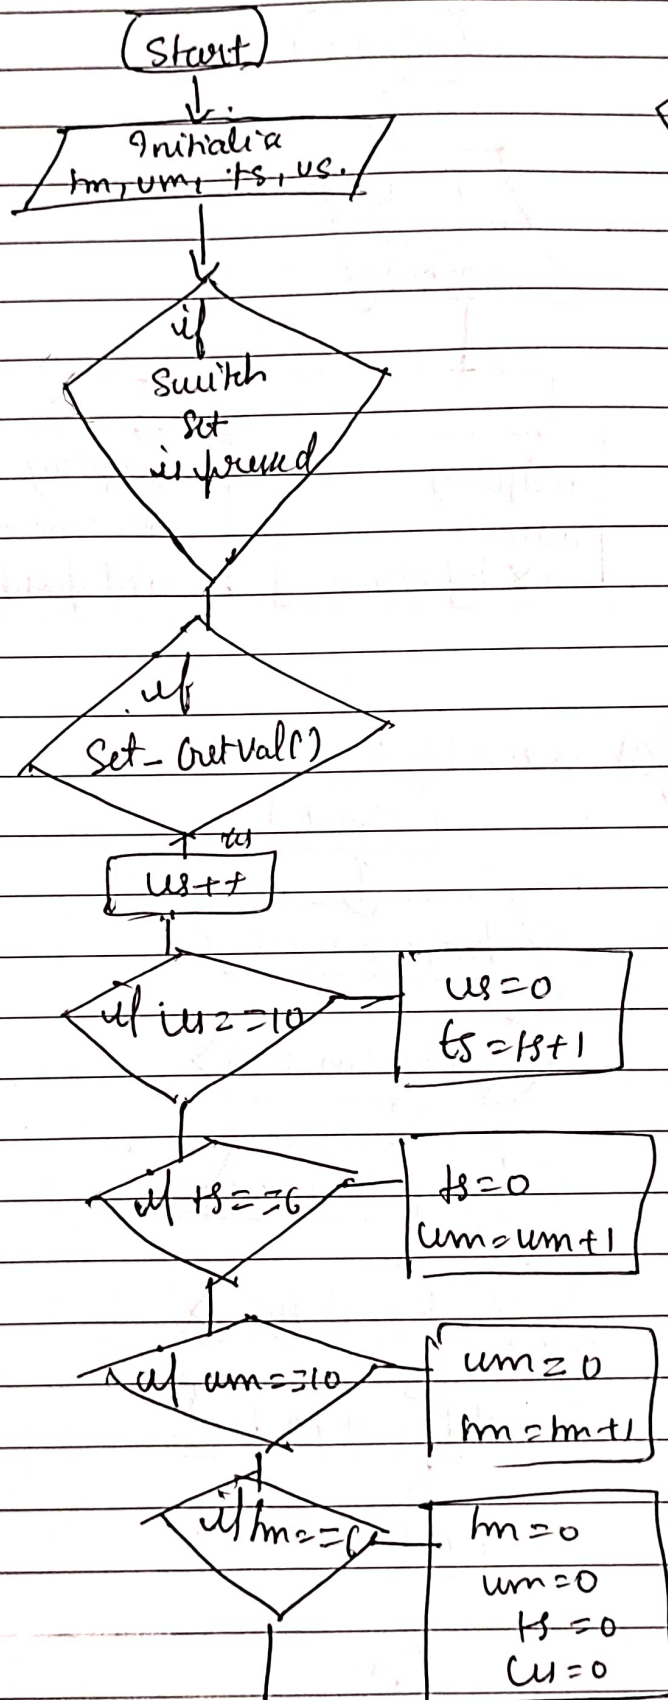 Start
Initialize
tm, um, ts, us.
if
Switch
Set
is pressed
if
Set_GetVal()
us++
if us==10
us=0
ts=ts+1
if ts==6
ts=0
um=um+1
if um==10
um=0
tm=tm+1
if tm==6
tm=0
um=0
ts=0
us=0